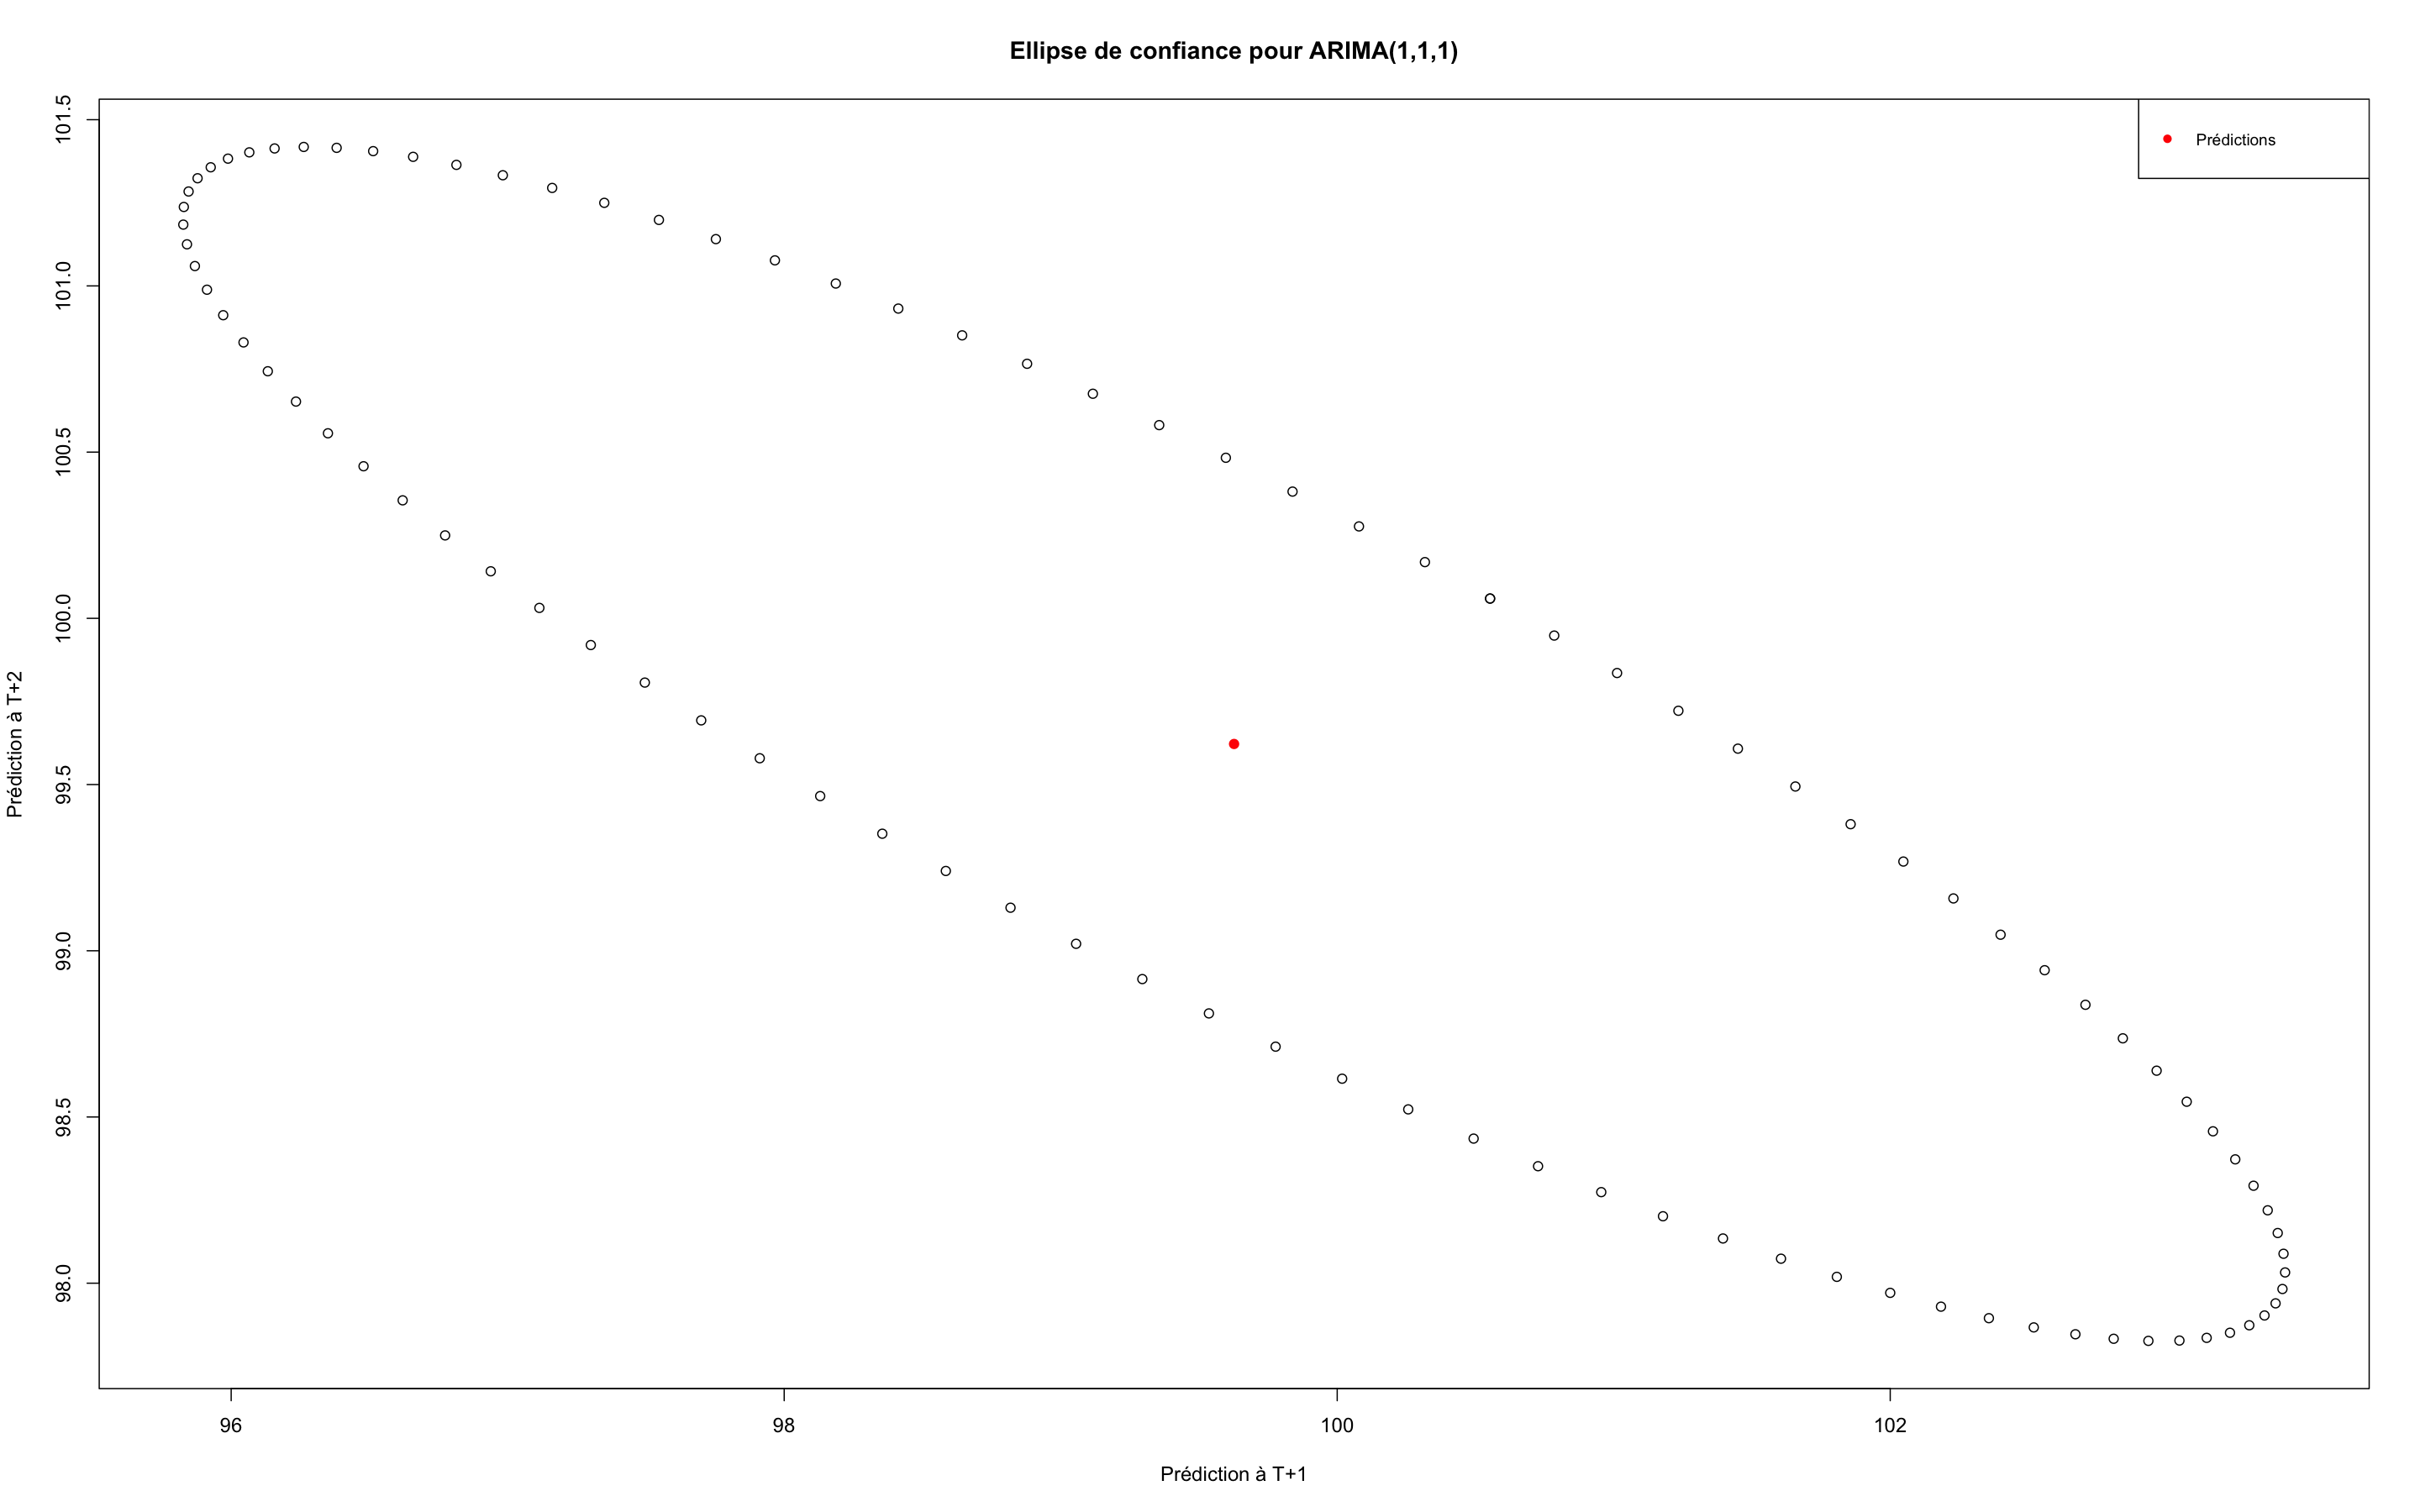 Ellipse de confiance pour ARIMA(1,1,1)
Prédictions
101.5
101.0
100.5
100.0
99.5
99.0
98.5
98.0
Prédiction à T+2
96 98 100 102
Prédiction à T+1